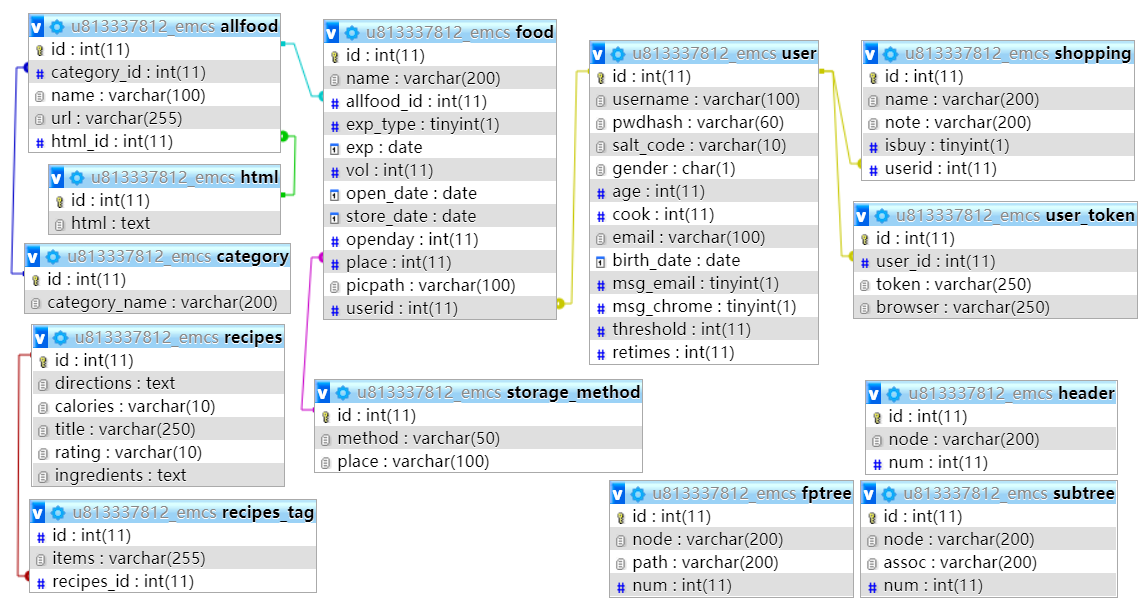 v u813337812_emcs allfood
id : int(11)
# category_id : int(11)
name : varchar(100)
url : varchar(255)
# html_id : int(11)
v u813337812_emcs html
id : int(11)
html : text
v u813337812_emcs category
id : int(11)
category_name : varchar(200)
v u813337812_emcs recipes
id : int(11)
directions : text
calories : varchar(10)
title : varchar(250)
rating : varchar(10)
ingredients : text
v u813337812_emcs recipes_tag
# id : int(11)
items : varchar(255)
# recipes_id : int(11)
v u813337812_emcs food
id : int(11)
name : varchar(200)
# allfood_id : int(11)
# exp_type : tinyint(1)
exp : date
# vol : int(11)
open_date : date
store_date : date
# openday : int(11)
# place : int(11)
picpath : varchar(100)
# userid : int(11)
v u813337812_emcs storage_method
id : int(11)
method : varchar(50)
place : varchar(100)
v u813337812_emcs user
id : int(11)
username : varchar(100)
pwdhash : varchar(60)
salt_code : varchar(10)
gender : char(1)
# age : int(11)
# cook : int(11)
email : varchar(100)
birth_date : date
# msg_email : tinyint(1)
# msg_chrome : tinyint(1)
# threshold : int(11)
# retimes : int(11)
v u813337812_emcs shopping
id : int(11)
name : varchar(200)
note : varchar(200)
# isbuy : tinyint(1)
# userid : int(11)
v u813337812_emcs user_token
id : int(11)
# user_id : int(11)
token : varchar(250)
browser : varchar(250)
v u813337812_emcs header
id : int(11)
node : varchar(200)
# num : int(11)
v u813337812_emcs fptree
id : int(11)
node : varchar(200)
path : varchar(200)
# num : int(11)
v u813337812_emcs subtree
id : int(11)
node : varchar(200)
assoc : varchar(200)
# num : int(11)